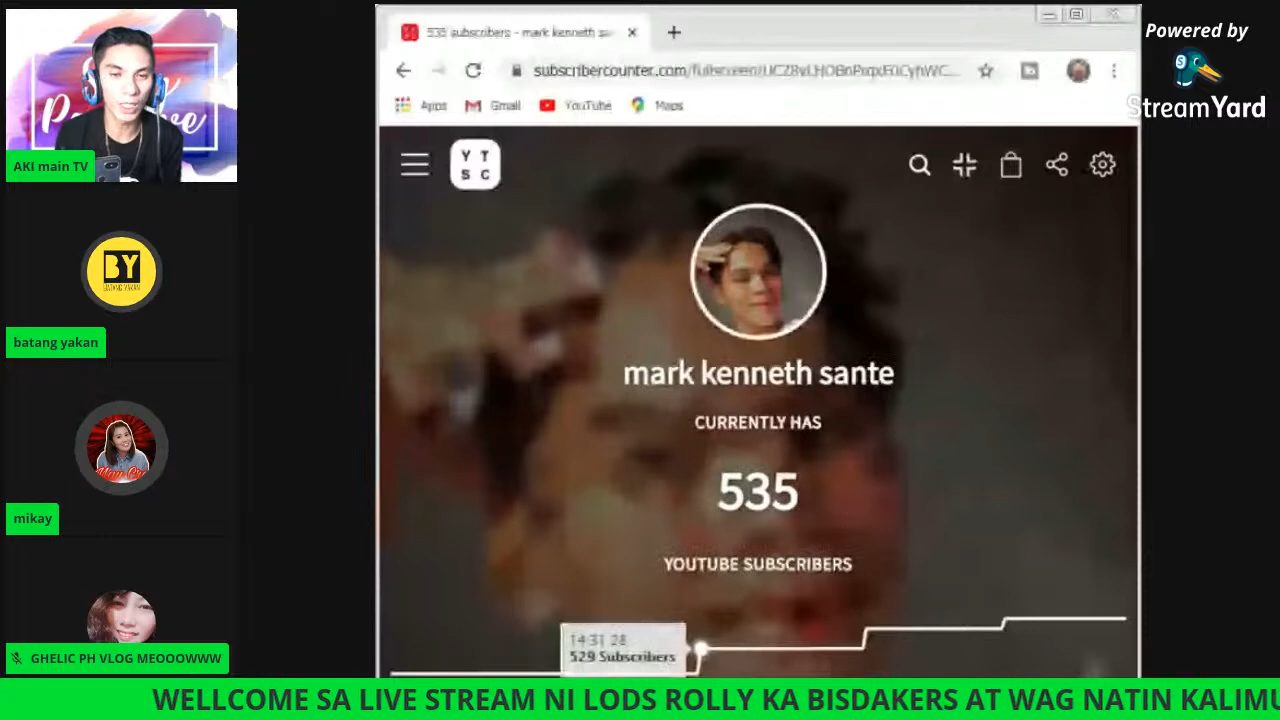 AKI main TV
BY
batang yakan
mikay
GHELIC PH VLOG MEOOOWWW
535 subscribers - mark kenneth sa
subscribercounter.com/fullscreen/
Apps Gmail YouTube Maps
Y T
S C
mark kenneth sante
CURRENTLY HAS
535
YOUTUBE SUBSCRIBERS
14:31:28
529 Subscribers
Powered by
StreamYard
WELLCOME SA LIVE STREAM NI LODS ROLLY KA BISDAKERS AT WAG NATIN KALIMU